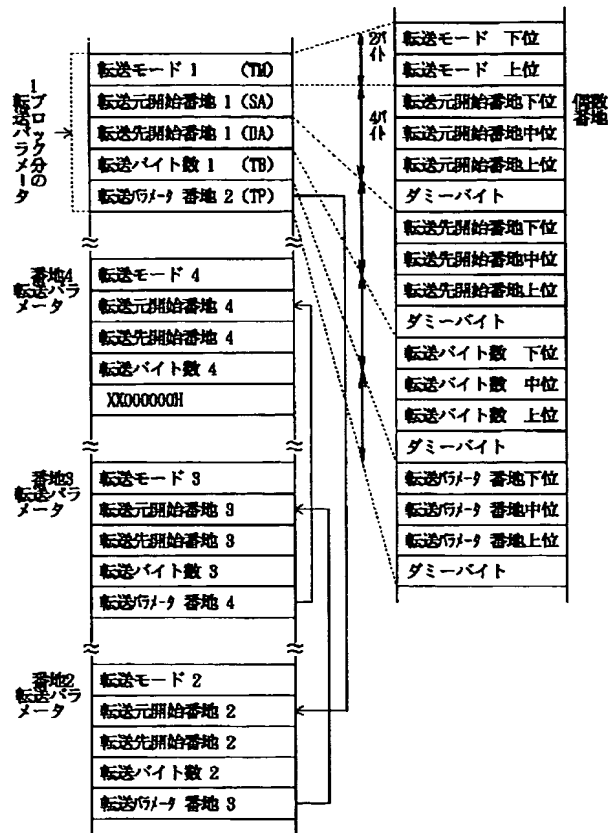 1ブロック分の
転送パラメータ
転送モード 1 (TM)
転送元開始番地 1 (SA)
転送先開始番地 1 (DA)
転送バイト数 1 (TB)
転送パラメータ 番地 2 (TP)
番地4
転送パラ
メータ
転送モード 4
転送元開始番地 4
転送先開始番地 4
転送バイト数 4
XX000000H
番地3
転送パラ
メータ
転送モード 3
転送元開始番地 3
転送先開始番地 3
転送バイト数 3
転送パラメータ 番地 4
番地2
転送パラ
メータ
転送モード 2
転送元開始番地 2
転送先開始番地 2
転送バイト数 2
転送パラメータ 番地 3
2バイト
4バイト
転送モード 下位
転送モード 上位
転送元開始番地下位
転送元開始番地中位
転送元開始番地上位
ダミーバイト
転送先開始番地下位
転送先開始番地中位
転送先開始番地上位
ダミーバイト
転送バイト数 下位
転送バイト数 中位
転送バイト数 上位
ダミーバイト
転送パラメータ 番地下位
転送パラメータ 番地中位
転送パラメータ 番地上位
ダミーバイト
偶数
番地